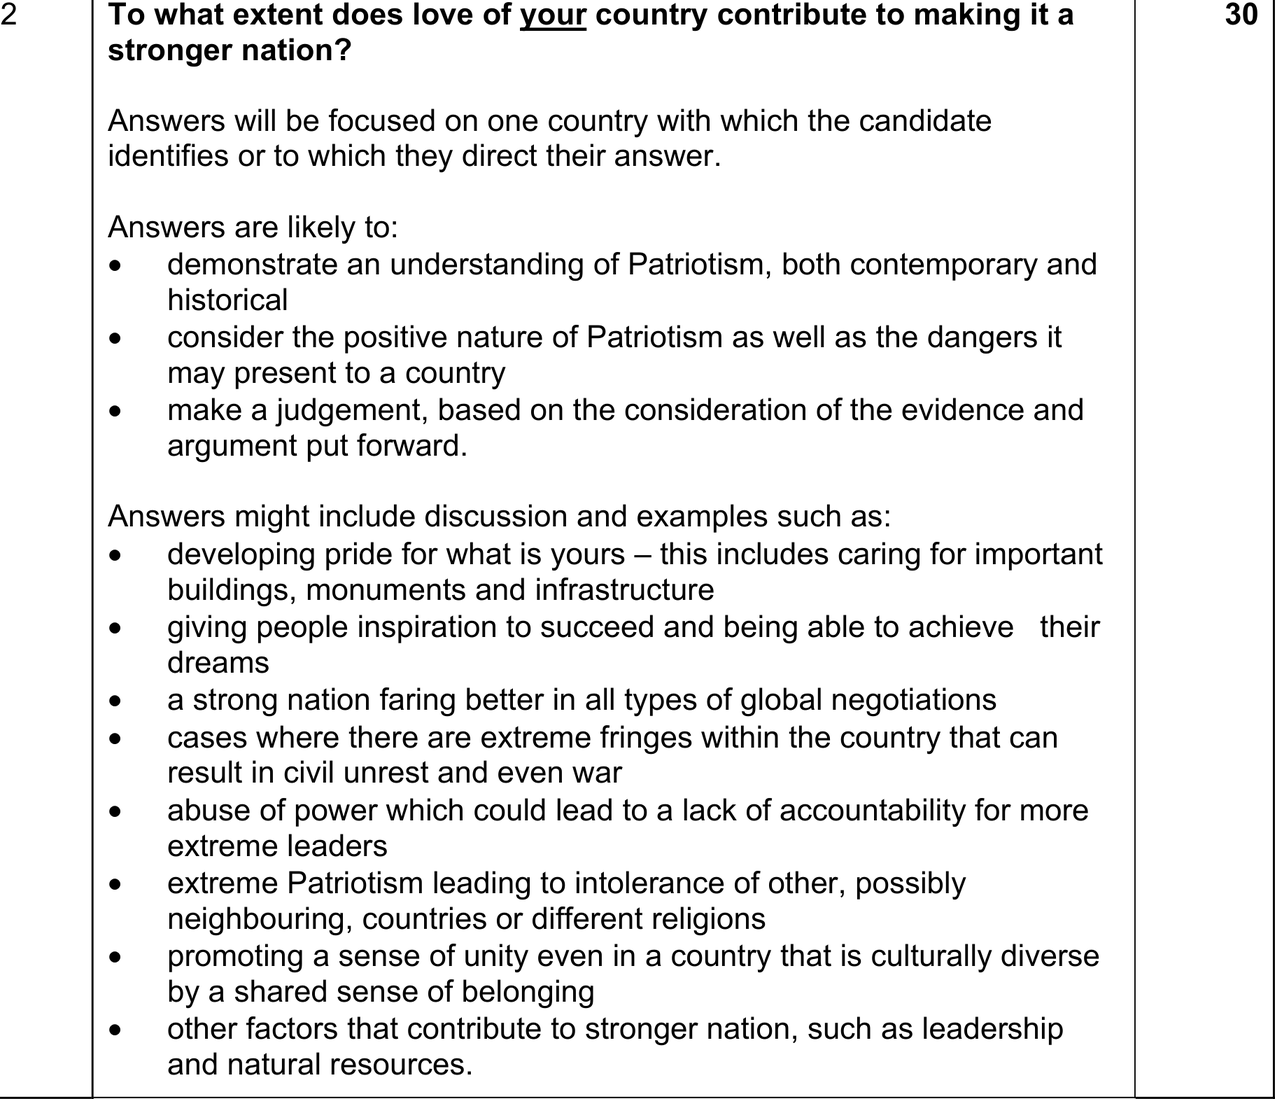 2
To what extent does love of your country contribute to making it a
stronger nation?
30
Answers will be focused on one country with which the candidate
identifies or to which they direct their answer.
Answers are likely to:
• demonstrate an understanding of Patriotism, both contemporary and
historical
• consider the positive nature of Patriotism as well as the dangers it
may present to a country
• make a judgement, based on the consideration of the evidence and
argument put forward.
Answers might include discussion and examples such as:
• developing pride for what is yours – this includes caring for important
buildings, monuments and infrastructure
• giving people inspiration to succeed and being able to achieve their
dreams
• a strong nation faring better in all types of global negotiations
• cases where there are extreme fringes within the country that can
result in civil unrest and even war
• abuse of power which could lead to a lack of accountability for more
extreme leaders
• extreme Patriotism leading to intolerance of other, possibly
neighbouring, countries or different religions
• promoting a sense of unity even in a country that is culturally diverse
by a shared sense of belonging
• other factors that contribute to stronger nation, such as leadership
and natural resources.